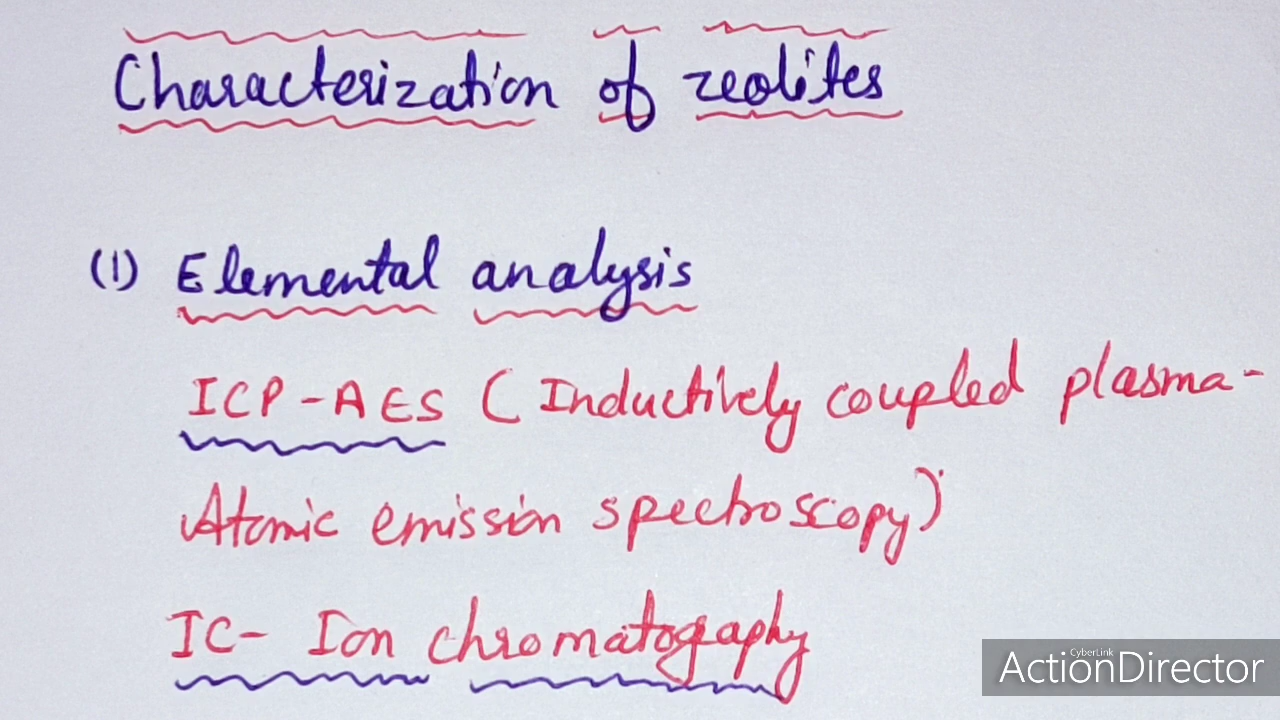 Characterization of zeolites
(1) Elemental analysis
ICP-AES (Inductively coupled plasma-
Atomic emission spectroscopy)
IC- Ion chromatography
CyberLink
ActionDirector